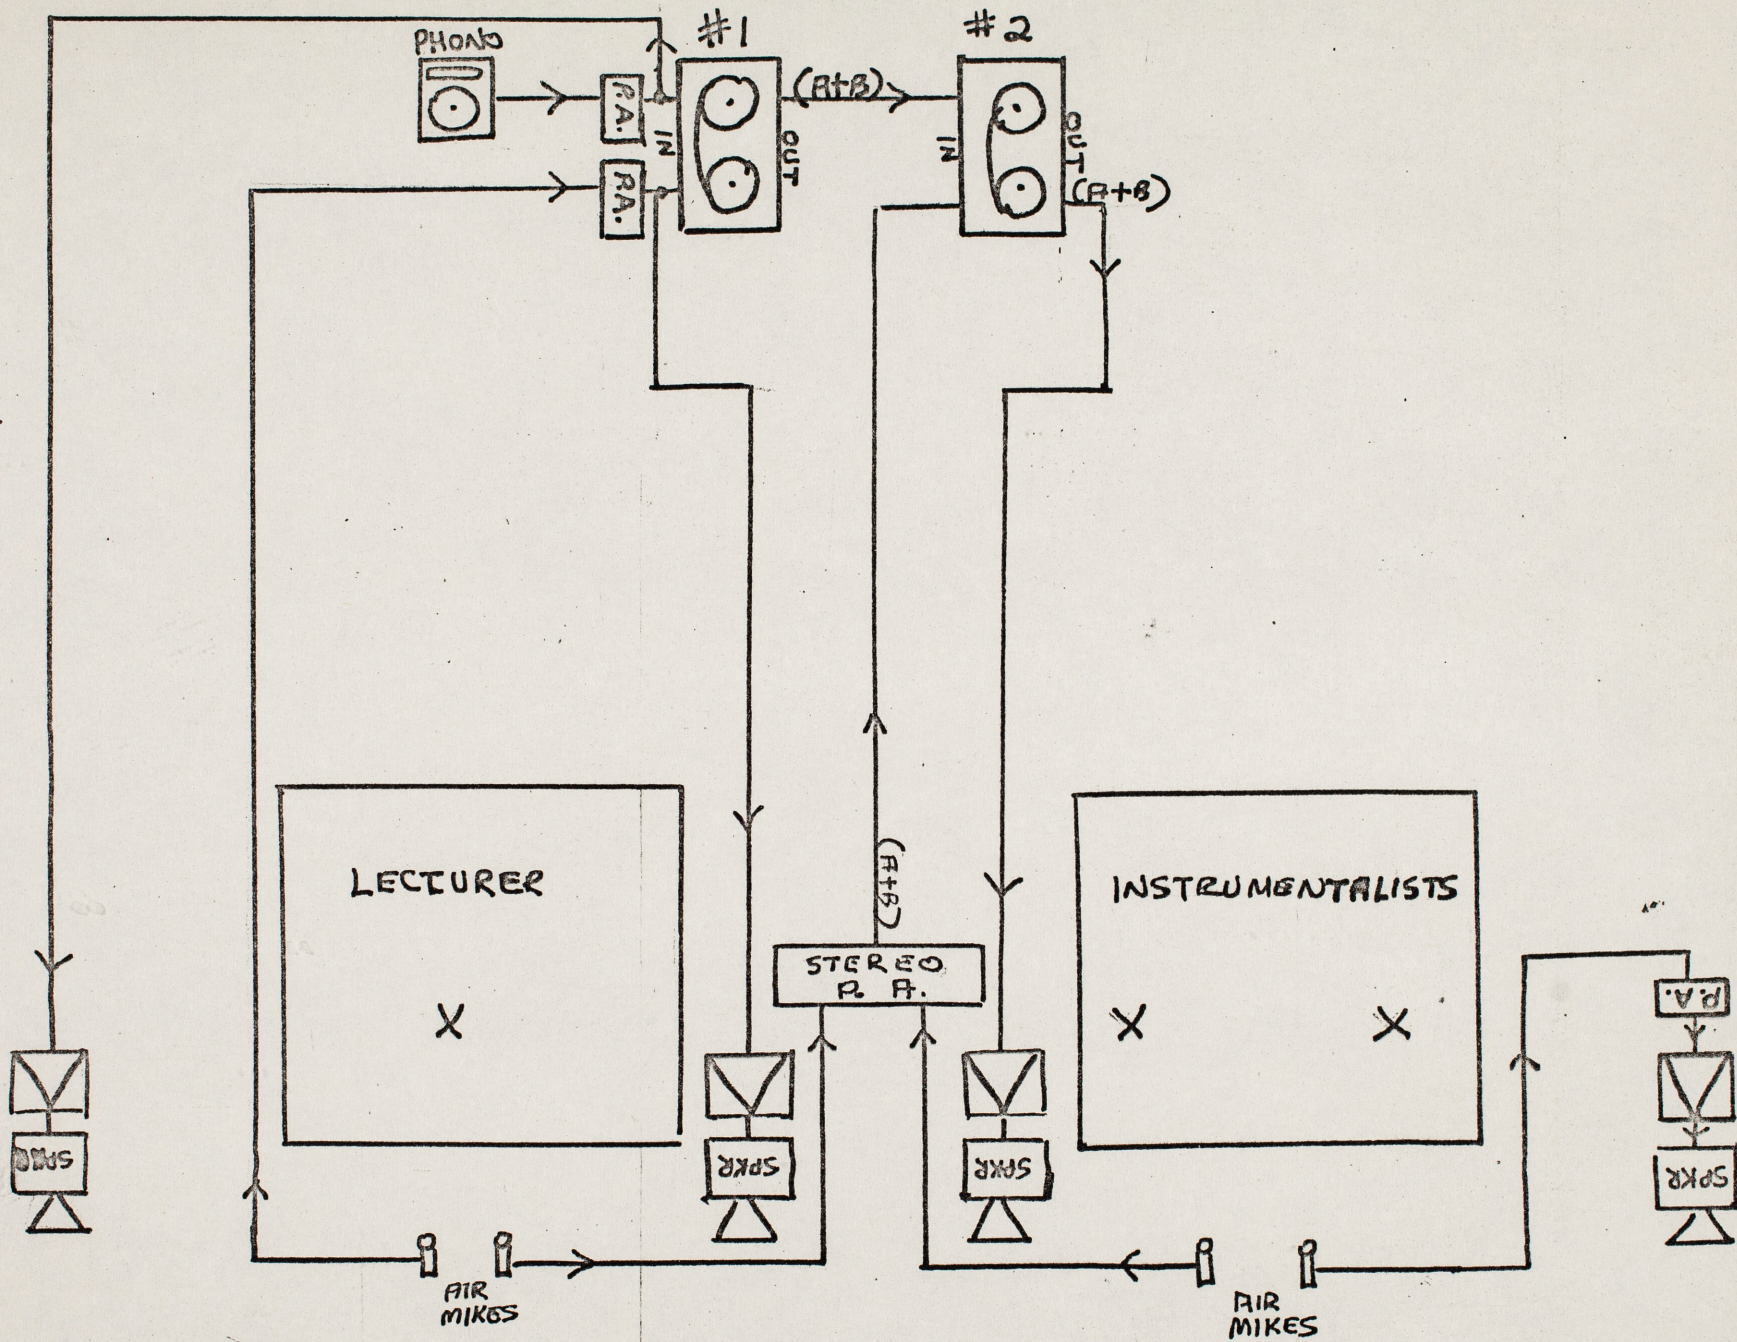 PHONO
#1
#2
P.A.
IN
OUT
(A+B)
IN
OUT
(A+B)
P.A.
LECTURER
X
(A+B)
STEREO
P. A.
INSTRUMENTALISTS
X X
P.A.
SPKR
SPKR
SPKR
SPKR
AIR
MIKES
AIR
MIKES